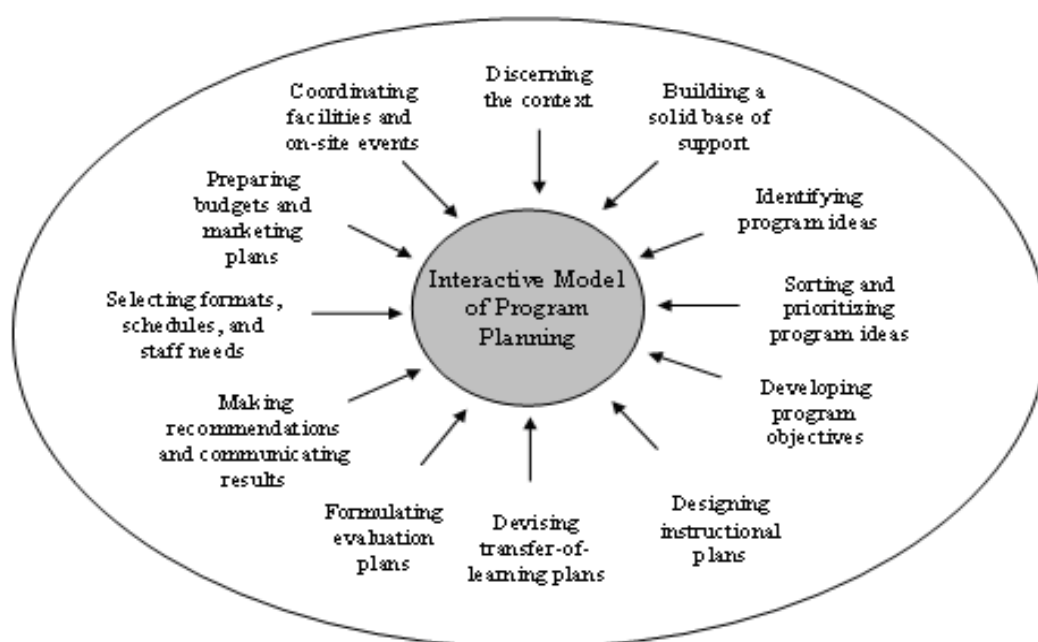 Discerning
the context
Building a
solid base of
support
Identifying
program ideas
Sorting and
prioritizing
program ideas
Developing
program
objectives
Designing
instructional
plans
Devising
transfer-of-
learning plans
Formulating
evaluation
plans
Making
recommendations
and communicating
results
Selecting formats,
schedules, and
staff needs
Preparing
budgets and
marketing
plans
Coordinating
facilities and
on-site events
Interactive Model
of Program
Planning